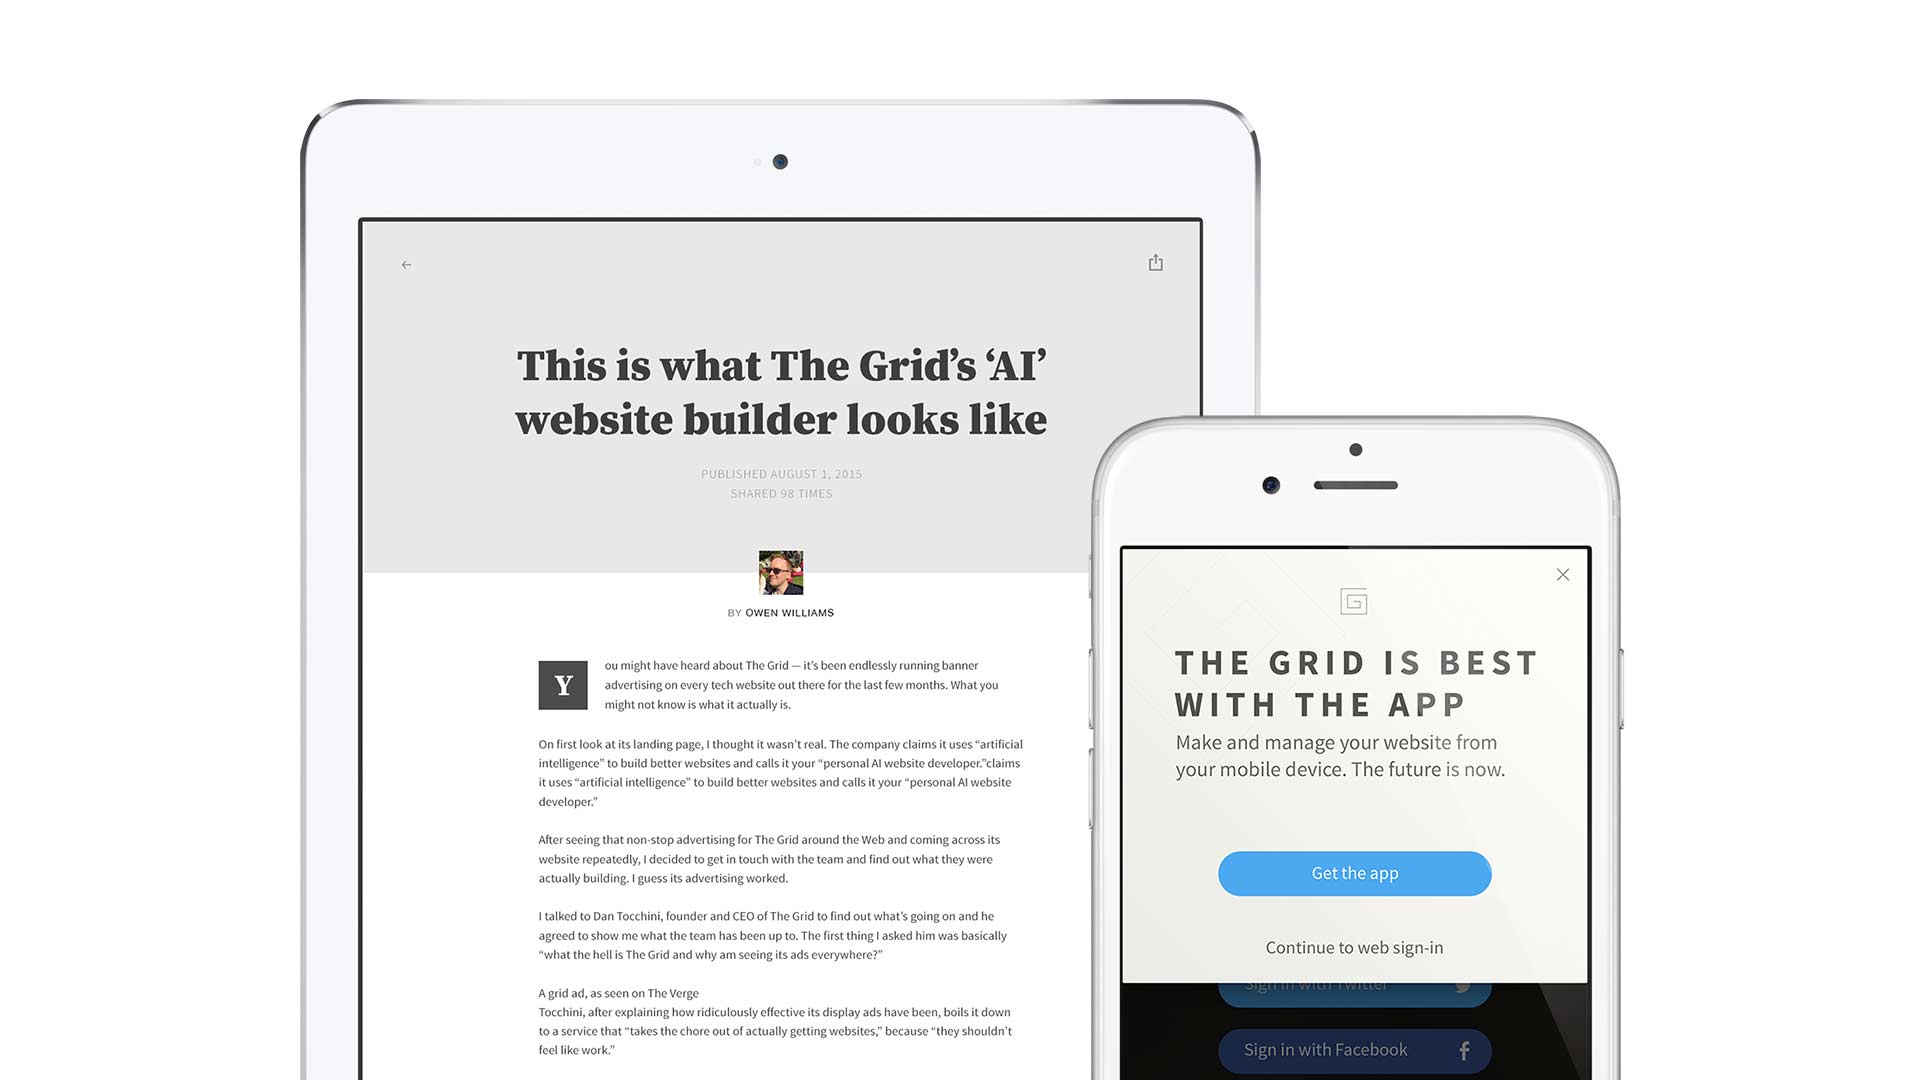 This is what The Grid’s ‘AI’
website builder looks like
PUBLISHED AUGUST 1, 2015
SHARED 98 TIMES
BY OWEN WILLIAMS
You might have heard about The Grid — it’s been endlessly running banner
advertising on every tech website out there for the last few months. What you
might not know is what it actually is.
On first look at its landing page, I thought it wasn’t real. The company claims it uses “artificial
intelligence” to build better websites and calls it your “personal AI website developer.”claims
it uses “artificial intelligence” to build better websites and calls it your “personal AI website
developer.”
After seeing that non-stop advertising for The Grid around the Web and coming across its
website repeatedly, I decided to get in touch with the team and find out what they were
actually building. I guess its advertising worked.
I talked to Dan Tocchini, founder and CEO of The Grid to find out what’s going on and he
agreed to show me what the team has been up to. The first thing I asked him was basically
“what the hell is The Grid and why am seeing its ads everywhere?”
A grid ad, as seen on The Verge
Tocchini, after explaining how ridiculously effective its display ads have been, boils it down
to a service that “takes the chore out of actually getting websites,” because “they shouldn’t
feel like work.”
THE GRID IS BEST
WITH THE APP
Make and manage your website from
your mobile device. The future is now.
Get the app
Continue to web sign-in
Sign in with Twitter
Sign in with Facebook